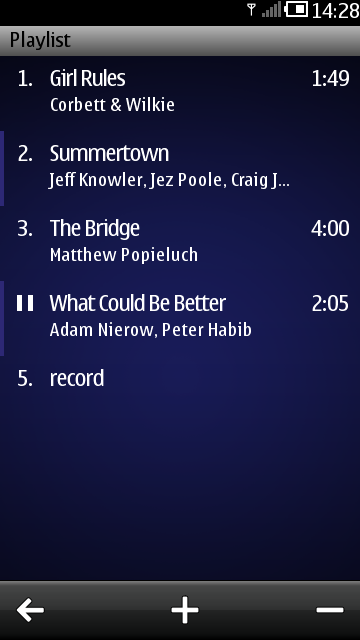 14:28
Playlist
1. Girl Rules 1:49
Corbett & Wilkie
2. Summertown
Jeff Knowler, Jez Poole, Craig J...
3. The Bridge 4:00
Matthew Popieluch
What Could Be Better 2:05
Adam Nierow, Peter Habib
5. record